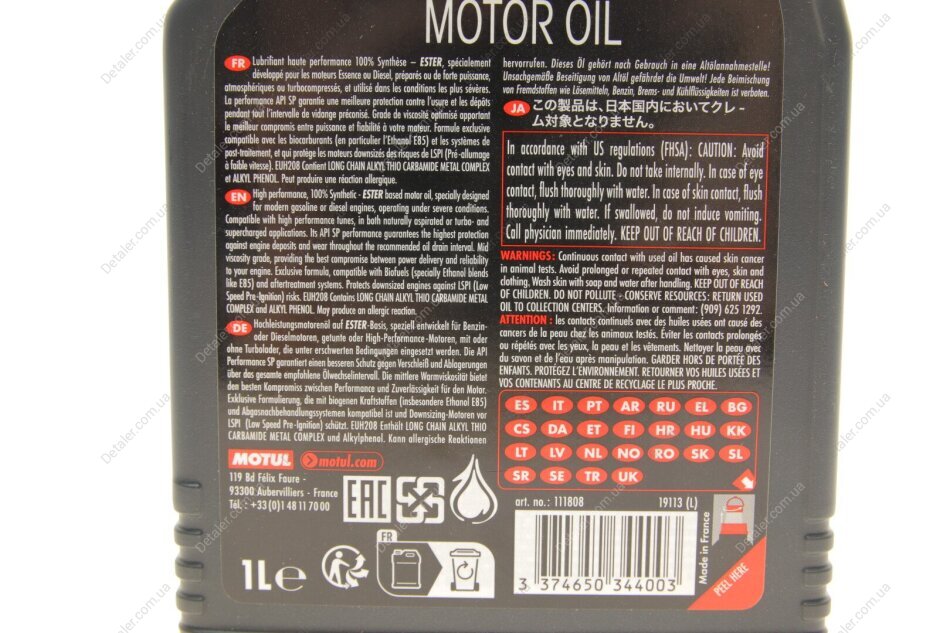 MOTOR OIL
FR Lubrifiant haute performance 100% Synthèse – ESTER, spécialement
développé pour les moteurs Essence ou Diesel, préparés ou de forte puissance,
atmosphériques ou turbocompressés, et utilisé dans les conditions les plus sévères.
La performance API SP garantie une meilleure protection contre l'usure et les dépôts
pendant tout l'intervalle de vidange préconisé. Grade de viscosité optimisé apportant
le meilleur compromis entre puissance et fiabilité à votre moteur. Formule exclusive
compatible avec les biocarburants (en particulier l'Ethanol E85) et les systèmes de
post-traitement, et qui protège les moteurs downsizés des risques de LSPI (Pré-allumage
à faible vitesse). EUH208 Contient LONG CHAIN ALKYL THIO CARBAMIDE METAL COMPLEX
et ALKYL PHENOL. Peut produire une réaction allergique.
EN High performance, 100% Synthetic - ESTER based motor oil, specially designed
for modern gasoline or diesel engines, operating under severe conditions.
Compatible with high performance tunes, in both naturally aspirated or turbo- and
supercharged applications. Its API SP performance guarantees the highest protection
against engine deposits and wear throughout the recommended oil drain interval. Mid
viscosity grade, providing the best compromise between power delivery and reliability
to your engine. Exclusive formula, compatible with Biofuels (specially Ethanol blends
like E85) and aftertreatment systems. Protects downsized engines against LSPI (Low
Speed Pre-Ignition) risks. EUH208 Contains LONG CHAIN ALKYL THIO CARBAMIDE METAL
COMPLEX and ALKYL PHENOL. May produce an allergic reaction.
DE Hochleistungsmotorenöl auf ESTER-Basis, speziell entwickelt für Benzin-
oder Dieselmotoren, getunte oder High-Performance-Motoren, mit oder
ohne Turbolader, die unter erschwerten Bedingungen eingesetzt werden. Die API
Performance SP garantiert einen besseren Schutz gegen Verschleiß und Ablagerungen
über das gesamte empfohlene Ölwechselintervall. Die mittlere Warmviskosität bietet
den besten Kompromiss zwischen Performance und Zuverlässigkeit für den Motor.
Exklusive Formulierung, die mit biogenen Kraftstoffen (insbesondere Ethanol E85)
und Abgasnachbehandlungssystemen kompatibel ist und Downsizing-Motoren vor
LSPI (Low Speed Pre-Ignition) schützt. EUH208 Enthält LONG CHAIN ALKYL THIO
CARBAMIDE METAL COMPLEX und Alkylphenol. Kann allergische Reaktionen
hervorrufen. Dieses Öl gehört nach Gebrauch in eine Altölannahmestelle!
Unsachgemäße Beseitigung von Altöl gefährdet die Umwelt! Jede Beimischung
von Fremdstoffen wie Lösemitteln, Benzin, Brems- und Kühlflüssigkeiten ist verboten.
JA この製品は、日本国内においてクレー
ム対象となりません。
In accordance with US regulations (FHSA): CAUTION: Avoid
contact with eyes and skin. Do not take internally. In case of eye
contact, flush thoroughly with water. In case of skin contact, flush
thoroughly with water. If swallowed, do not induce vomiting.
Call physician immediately. KEEP OUT OF REACH OF CHILDREN.
WARNINGS: Continuous contact with used oil has caused skin cancer
in animal tests. Avoid prolonged or repeated contact with eyes, skin and
clothing. Wash skin with soap and water after handling. KEEP OUT OF REACH
OF CHILDREN. DO NOT POLLUTE - CONSERVE RESOURCES: RETURN USED
OIL TO COLLECTION CENTERS. Information or comment: (909) 625 1292.
ATTENTION : les contacts continuels avec des huiles usées ont causé des
cancers de la peau chez les animaux testés. Eviter les contacts prolongés
ou répétés avec les yeux, la peau et les vêtements. Nettoyer la peau avec
du savon et de l'eau après manipulation. GARDER HORS DE PORTÉE DES
ENFANTS. PROTÉGEZ L'ENVIRONNEMENT. RETOURNER VOS HUILES USÉES ET
VOS CONTENANTS AU CENTRE DE RECYCLAGE LE PLUS PROCHE.
ES IT PT AR RU EL BG
CS DA ET FI HR HU KK
LT LV NL NO RO SK SL
SR SE TR UK
MOTUL motul.com
119 Bd Félix Faure -
93300 Aubervilliers - France
Tél. : +33 (0)1 48 11 70 00
EAC
art. no.: 111808 19113 (L)
Made in France
3 374650 344003
PEEL HERE
FR
1L e
Detaler.com.ua